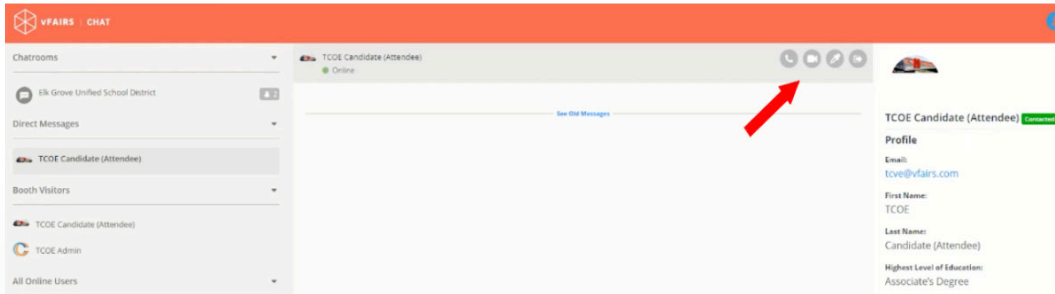 vFAIRS | CHAT
Chatrooms
Elk Grove Unified School District
2
Direct Messages
TCOE Candidate (Attendee)
Booth Visitors
TCOE Candidate (Attendee)
TCOE Admin
All Online Users
TCOE Candidate (Attendee)
Online
See Old Messages
TCOE Candidate (Attendee) Contacted
Profile
Email:
tcve@vfairs.com
First Name:
TCOE
Last Name:
Candidate (Attendee)
Highest Level of Education:
Associate's Degree